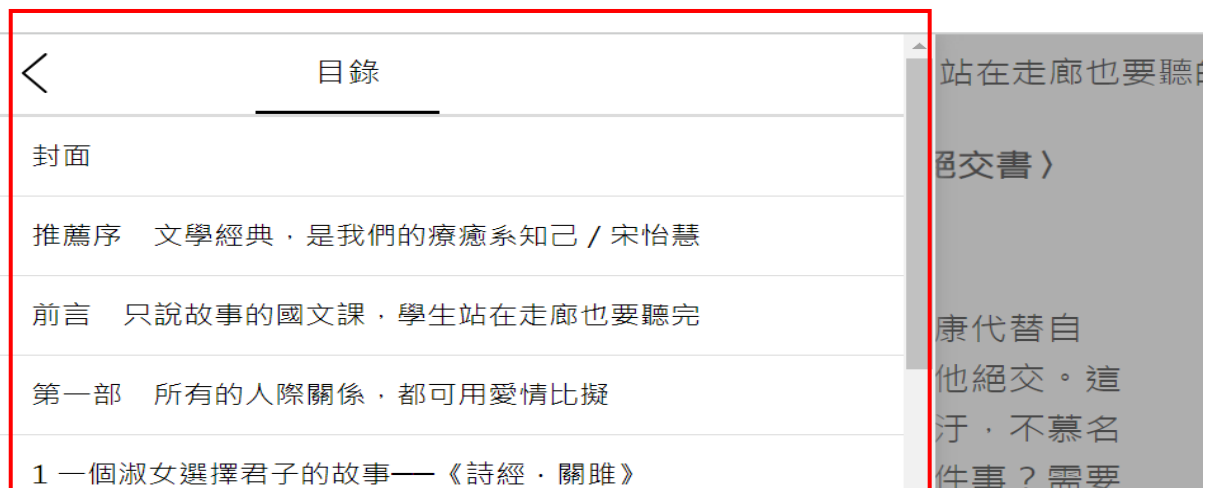 目錄
封面
推薦序　文學經典，是我們的療癒系知己 / 宋怡慧
前言　只說故事的國文課，學生站在走廊也要聽完
第一部　所有的人際關係，都可用愛情比擬
1 一個淑女選擇君子的故事──《詩經．關雎》
站在走廊也要聽
絕交書〉
康代替自
他絕交。這
汙，不慕名
件事？需要